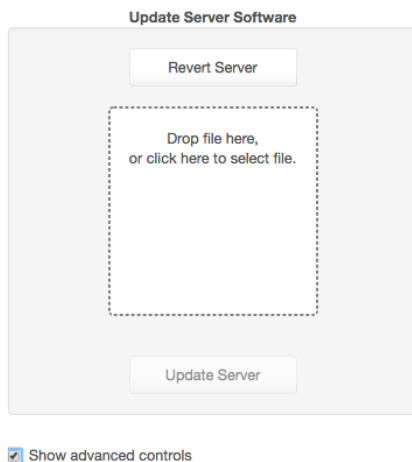 Update Server Software
Revert Server
Drop file here,
or click here to select file.
Update Server
Show advanced controls